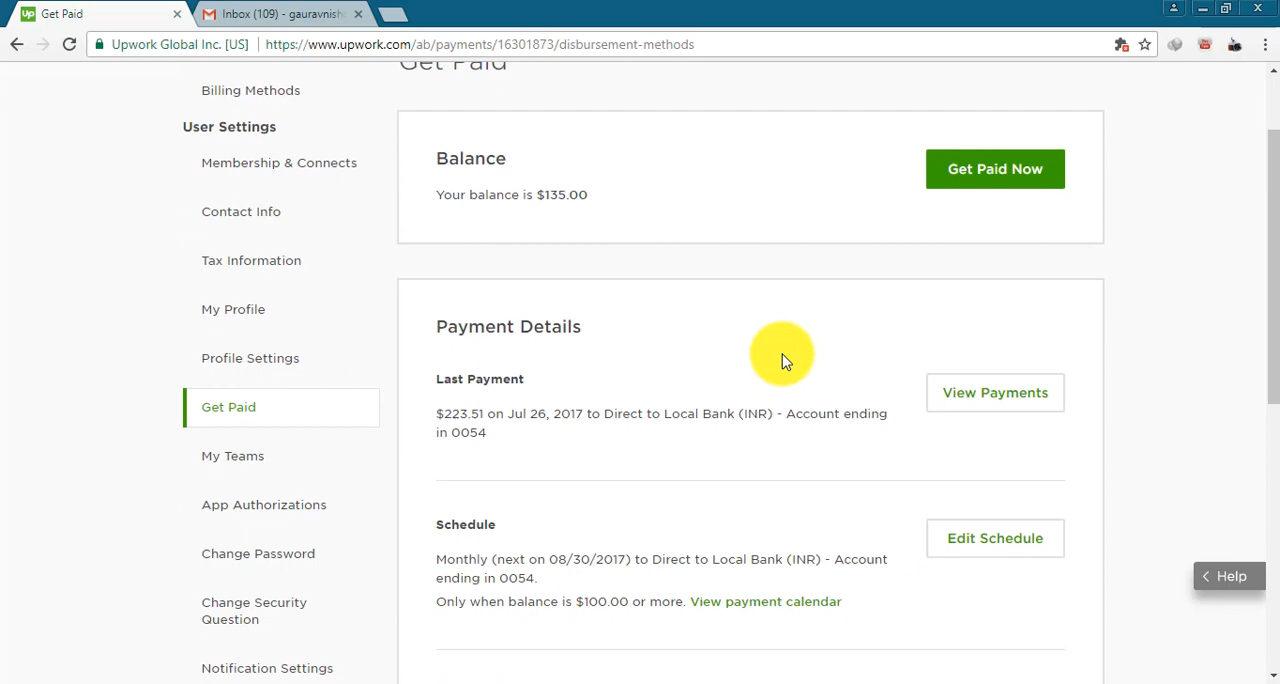 Get Paid
Inbox (109) - gauravnish
Upwork Global Inc. [US]
https://www.upwork.com/ab/payments/16301873/disbursement-methods
Get Paid
Billing Methods
User Settings
Membership & Connects
Contact Info
Tax Information
My Profile
Profile Settings
Get Paid
My Teams
App Authorizations
Change Password
Change Security
Question
Notification Settings
Balance
Your balance is $135.00
Get Paid Now
Payment Details
Last Payment
$223.51 on Jul 26, 2017 to Direct to Local Bank (INR) - Account ending
in 0054
View Payments
Schedule
Monthly (next on 08/30/2017) to Direct to Local Bank (INR) - Account
ending in 0054.
Only when balance is $100.00 or more. View payment calendar
Edit Schedule
Help